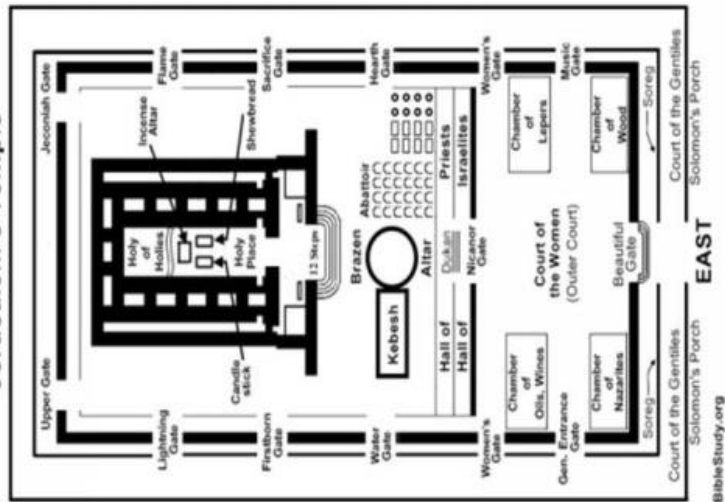 Upper Gate
Jeconiah Gate
Lightning
Gate
Flame
Gate
Incense
Altar
Shewbread
Holy
of
Holies
Holy
Place
Candle
stick
Firstborn
Gate
Sacrifice
Gate
12 Steps
Water
Gate
Hearth
Gate
Kebesh
Brazen
Altar
Abattoir
Hall of
Dukan
Priests
Hall of
Israelites
Nicanor
Gate
Women's
Gate
Women's
Gate
Gen. Entrance
Gate
Music
Gate
Chamber
of
Oils, Wines
Chamber
of
Lepers
Court of
the Women
(Outer Court)
Chamber
of
Nazarites
Chamber
of
Wood
Beautiful
Gate
Soreg
Soreg
Court of the Gentiles
Court of the Gentiles
Solomon's Porch
Solomon's Porch
EAST
BibleStudy.org